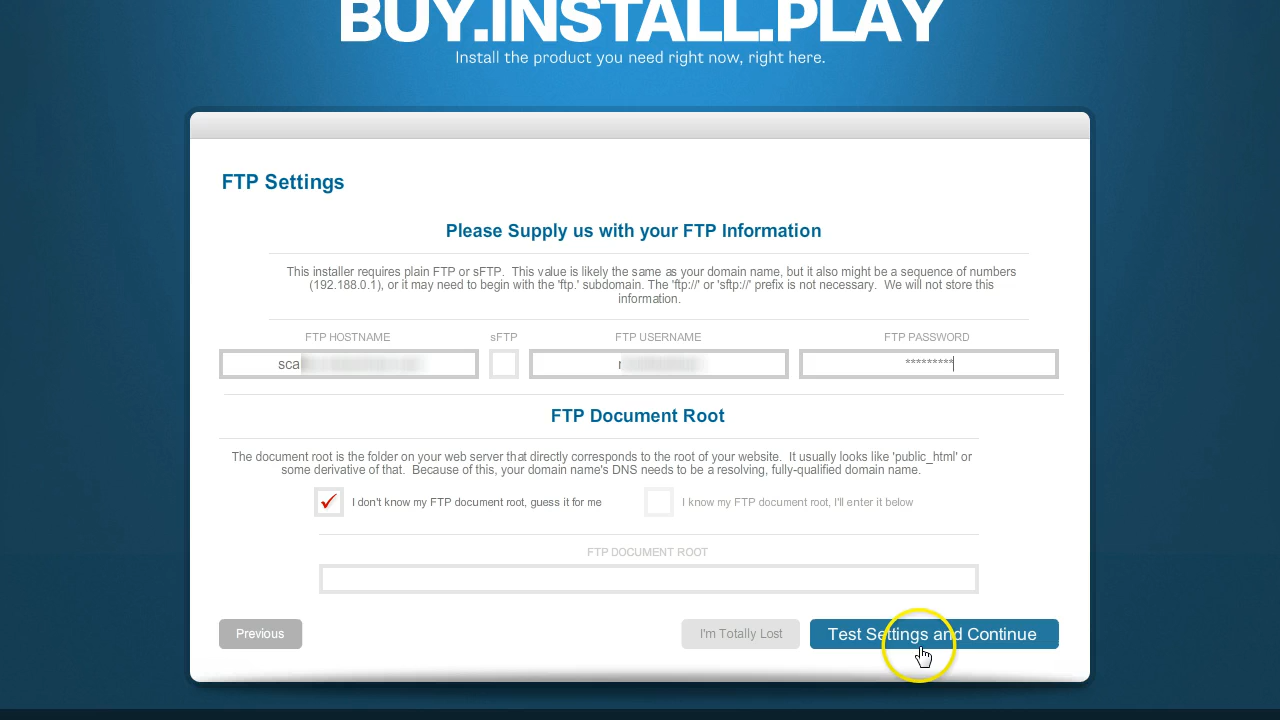 BUY.INSTALL.PLAY
Install the product you need right now, right here.
FTP Settings
Please Supply us with your FTP Information
This installer requires plain FTP or sFTP. This value is likely the same as your domain name, but it also might be a sequence of numbers
(192.188.0.1), or it may need to begin with the 'ftp.' subdomain. The 'ftp://' or 'sftp://' prefix is not necessary. We will not store this
information.
FTP HOSTNAME sFTP FTP USERNAME FTP PASSWORD
*********
FTP Document Root
The document root is the folder on your web server that directly corresponds to the root of your website. It usually looks like 'public_html' or
some derivative of that. Because of this, your domain name's DNS needs to be a resolving, fully-qualified domain name.
I don't know my FTP document root, guess it for me I know my FTP document root, I'll enter it below
FTP DOCUMENT ROOT
Previous I'm Totally Lost Test Settings and Continue